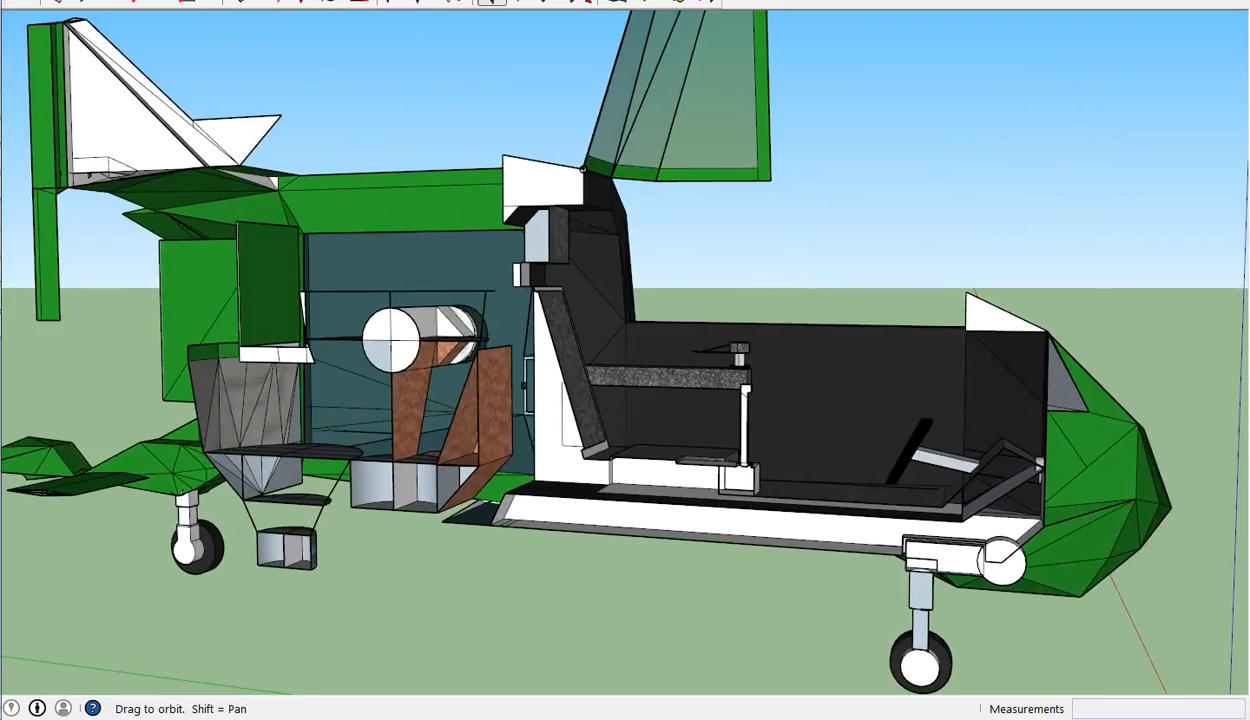 Drag to orbit. Shift = Pan
Measurements